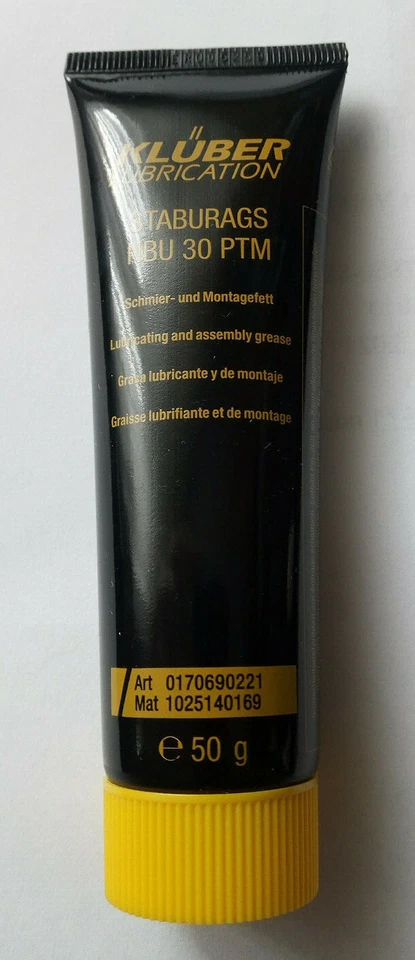 KLÜBER
LUBRICATION
STABURAGS
NBU 30 PTM
Schmier- und Montagefett
Lubricating and assembly grease
Grasa lubricante y de montaje
Graisse lubrifiante et de montage
Art 0170690221
Mat 1025140169
℮ 50 g